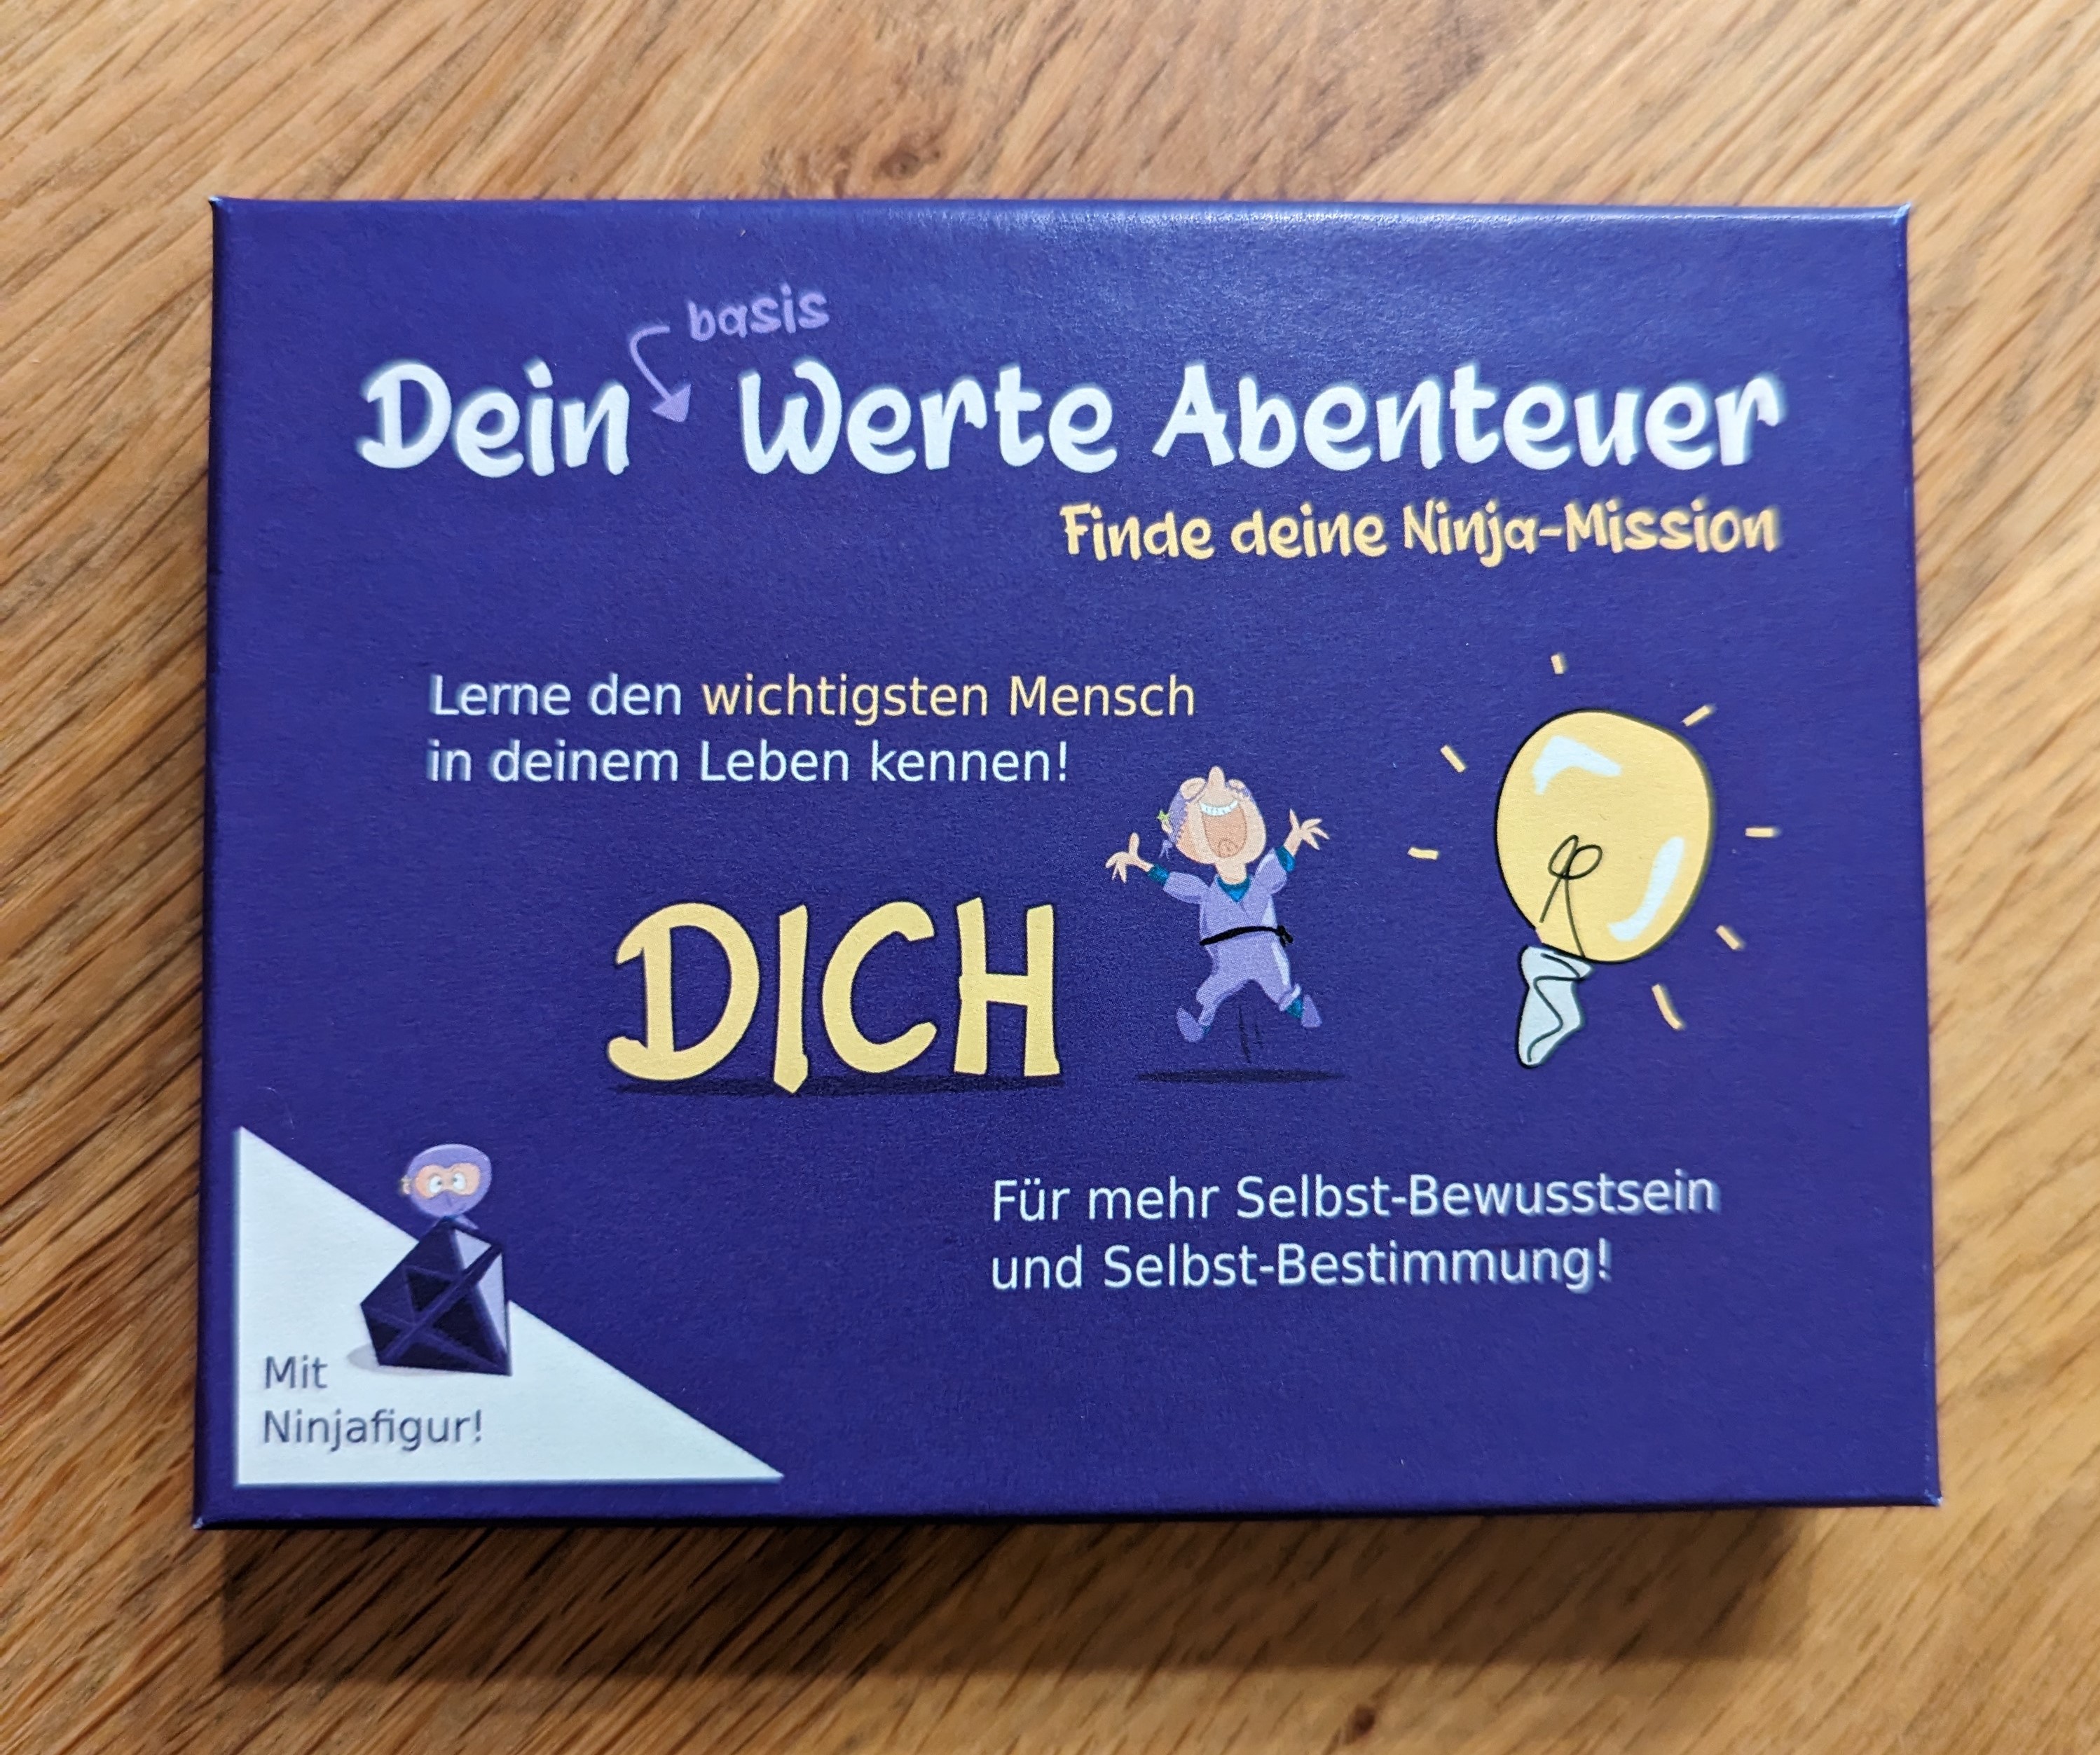 basis
Dein Werte Abenteuer
Finde deine Ninja-Mission
Lerne den wichtigsten Mensch
in deinem Leben kennen!
DICH
Für mehr Selbst-Bewusstsein
und Selbst-Bestimmung!
Mit
Ninjafigur!